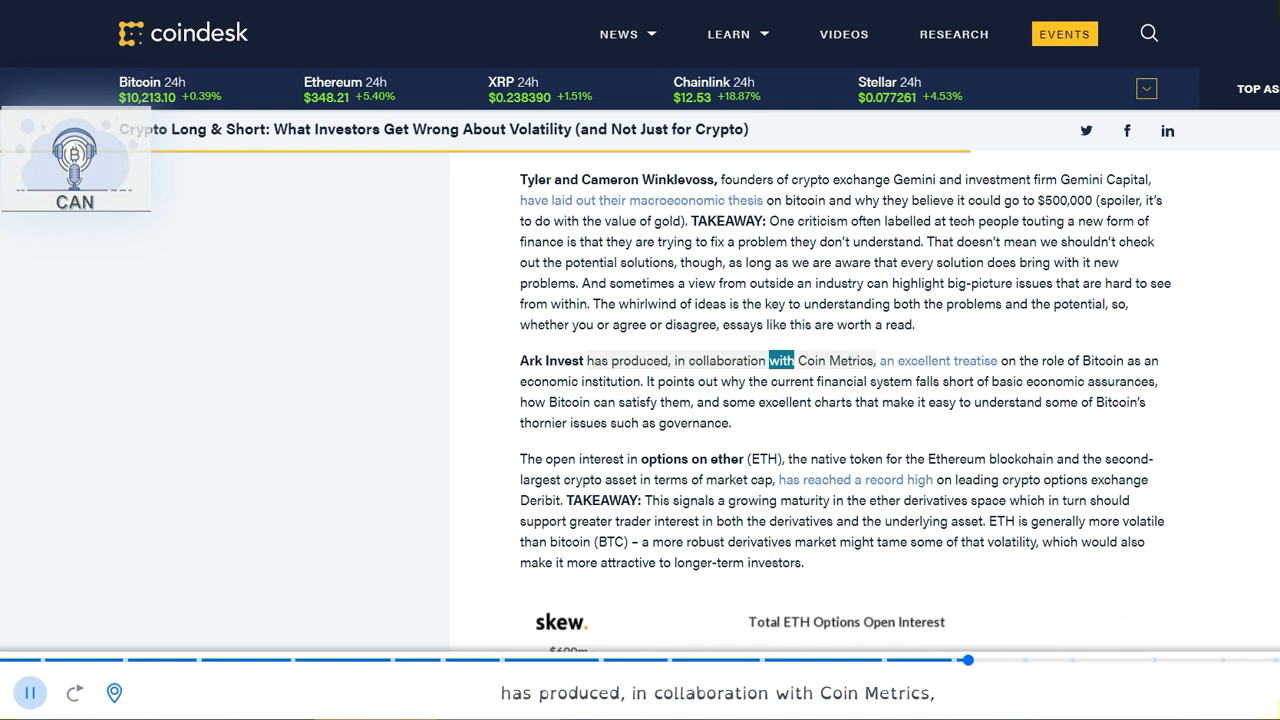 coindesk
NEWS
LEARN
VIDEOS
RESEARCH
EVENTS
Bitcoin 24h
$10,213.10 +0.39%
Ethereum 24h
$348.21 +5.40%
XRP 24h
$0.238390 +1.51%
Chainlink 24h
$12.53 +18.87%
Stellar 24h
$0.077261 +4.53%
TOP AS
Crypto Long & Short: What Investors Get Wrong About Volatility (and Not Just for Crypto)
CAN
Tyler and Cameron Winklevoss, founders of crypto exchange Gemini and investment firm Gemini Capital,
have laid out their macroeconomic thesis on bitcoin and why they believe it could go to $500,000 (spoiler, it's
to do with the value of gold). TAKEAWAY: One criticism often labelled at tech people touting a new form of
finance is that they are trying to fix a problem they don't understand. That doesn't mean we shouldn't check
out the potential solutions, though, as long as we are aware that every solution does bring with it new
problems. And sometimes a view from outside an industry can highlight big-picture issues that are hard to see
from within. The whirlwind of ideas is the key to understanding both the problems and the potential, so,
whether you or agree or disagree, essays like this are worth a read.
Ark Invest has produced, in collaboration with Coin Metrics, an excellent treatise on the role of Bitcoin as an
economic institution. It points out why the current financial system falls short of basic economic assurances,
how Bitcoin can satisfy them, and some excellent charts that make it easy to understand some of Bitcoin's
thornier issues such as governance.
The open interest in options on ether (ETH), the native token for the Ethereum blockchain and the second-
largest crypto asset in terms of market cap, has reached a record high on leading crypto options exchange
Deribit. TAKEAWAY: This signals a growing maturity in the ether derivatives space which in turn should
support greater trader interest in both the derivatives and the underlying asset. ETH is generally more volatile
than bitcoin (BTC) – a more robust derivatives market might tame some of that volatility, which would also
make it more attractive to longer-term investors.
skew.
Total ETH Options Open Interest
$600m
has produced, in collaboration with Coin Metrics,